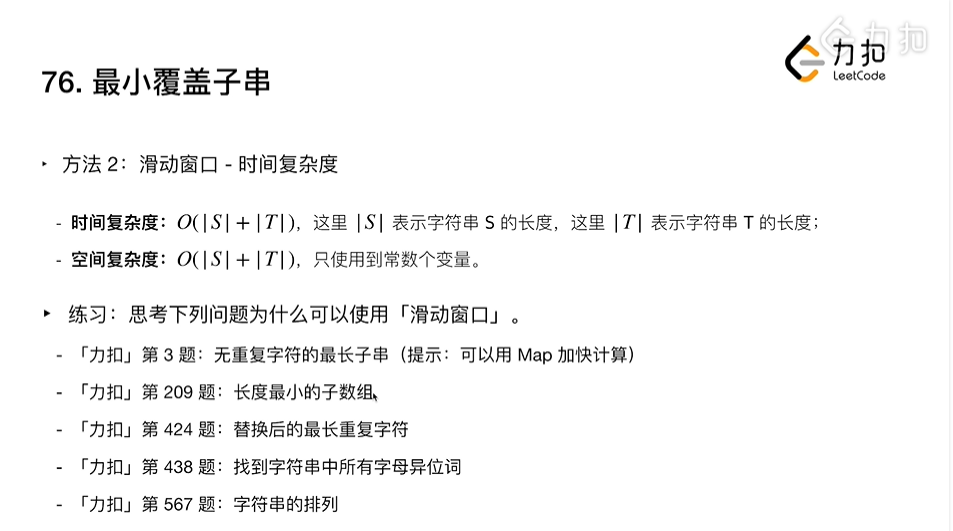 力扣
力扣
LeetCode
76. 最小覆盖子串
‣ 方法 2：滑动窗口 - 时间复杂度
- 时间复杂度：O(|S| + |T|)，这里 |S| 表示字符串 S 的长度，这里 |T| 表示字符串 T 的长度；
- 空间复杂度：O(|S| + |T|)，只使用到常数个变量。
‣ 练习：思考下列问题为什么可以使用「滑动窗口」。
- 「力扣」第 3 题：无重复字符的最长子串（提示：可以用 Map 加快计算）
- 「力扣」第 209 题：长度最小的子数组
- 「力扣」第 424 题：替换后的最长重复字符
- 「力扣」第 438 题：找到字符串中所有字母异位词
- 「力扣」第 567 题：字符串的排列